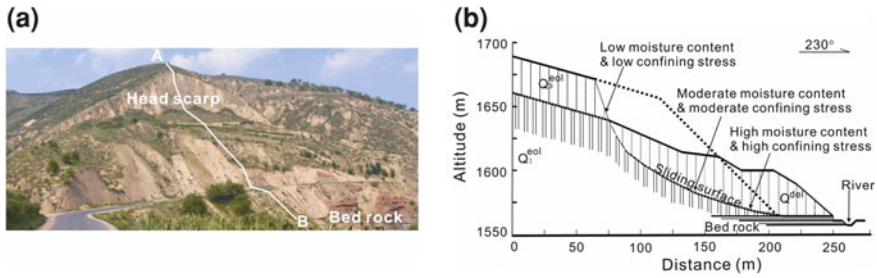 (a)
A
Head scarp
B
Bed rock
(b)
1700
1650
1600
1550
Altitude (m)
0
50
100
150
200
250
Distance (m)
Low moisture content
& low confining stress
230°
Moderate moisture content
& moderate confining stress
High moisture content
& high confining stress
Q₃ᵉᵒˡ
Q₂ᵉᵒˡ
Sliding surface
Qᵈᵉˡ
River
Bed rock